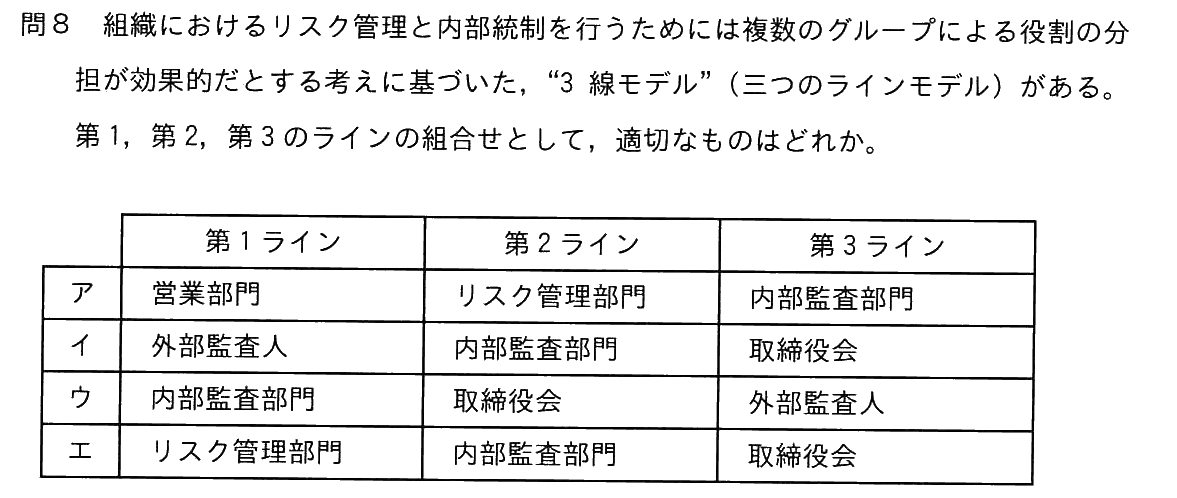 問8 組織におけるリスク管理と内部統制を行うためには複数のグループによる役割の分
担が効果的だとする考えに基づいた，“3 線モデル”（三つのラインモデル）がある。
第1，第2，第3のラインの組合せとして，適切なものはどれか。
第1ライン 第2ライン 第3ライン
ア 営業部門 リスク管理部門 内部監査部門
イ 外部監査人 内部監査部門 取締役会
ウ 内部監査部門 取締役会 外部監査人
エ リスク管理部門 内部監査部門 取締役会